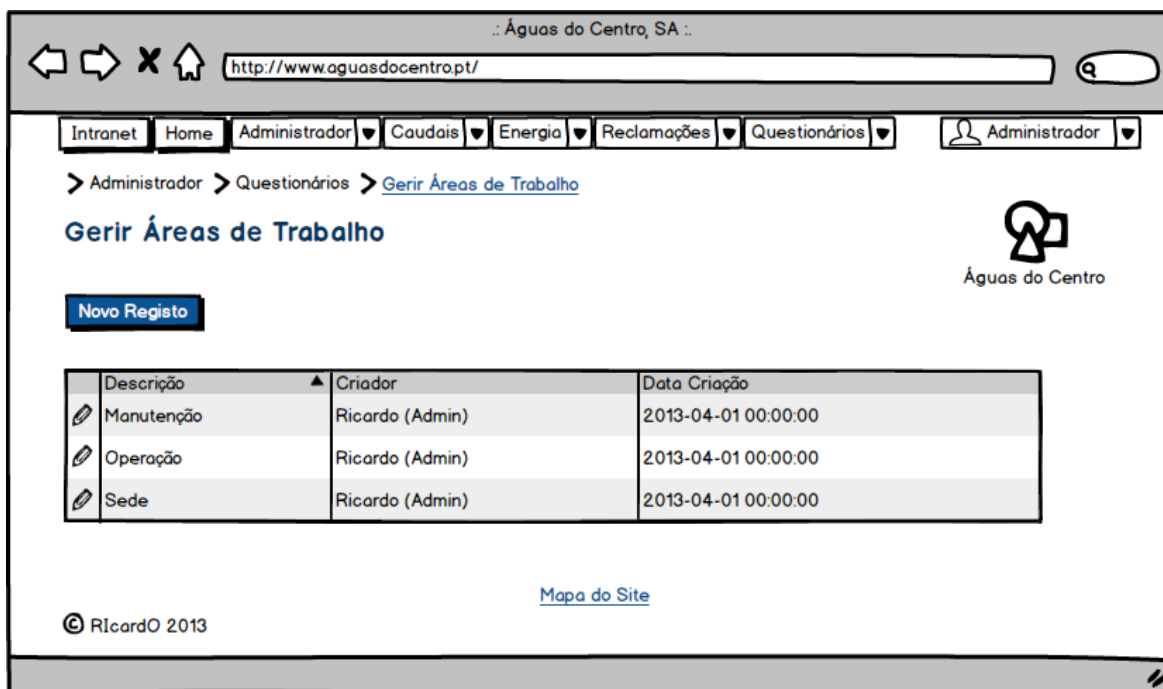 .: Águas do Centro, SA :.
http://www.aguasdocentro.pt/
Intranet Home Administrador Caudais Energia Reclamações Questionários Administrador
Administrador Questionários Gerir Áreas de Trabalho
Gerir Áreas de Trabalho
Águas do Centro
Novo Registo
Descrição Criador Data Criação
Manutenção Ricardo (Admin) 2013-04-01 00:00:00
Operação Ricardo (Admin) 2013-04-01 00:00:00
Sede Ricardo (Admin) 2013-04-01 00:00:00
Mapa do Site
© RIcardO 2013